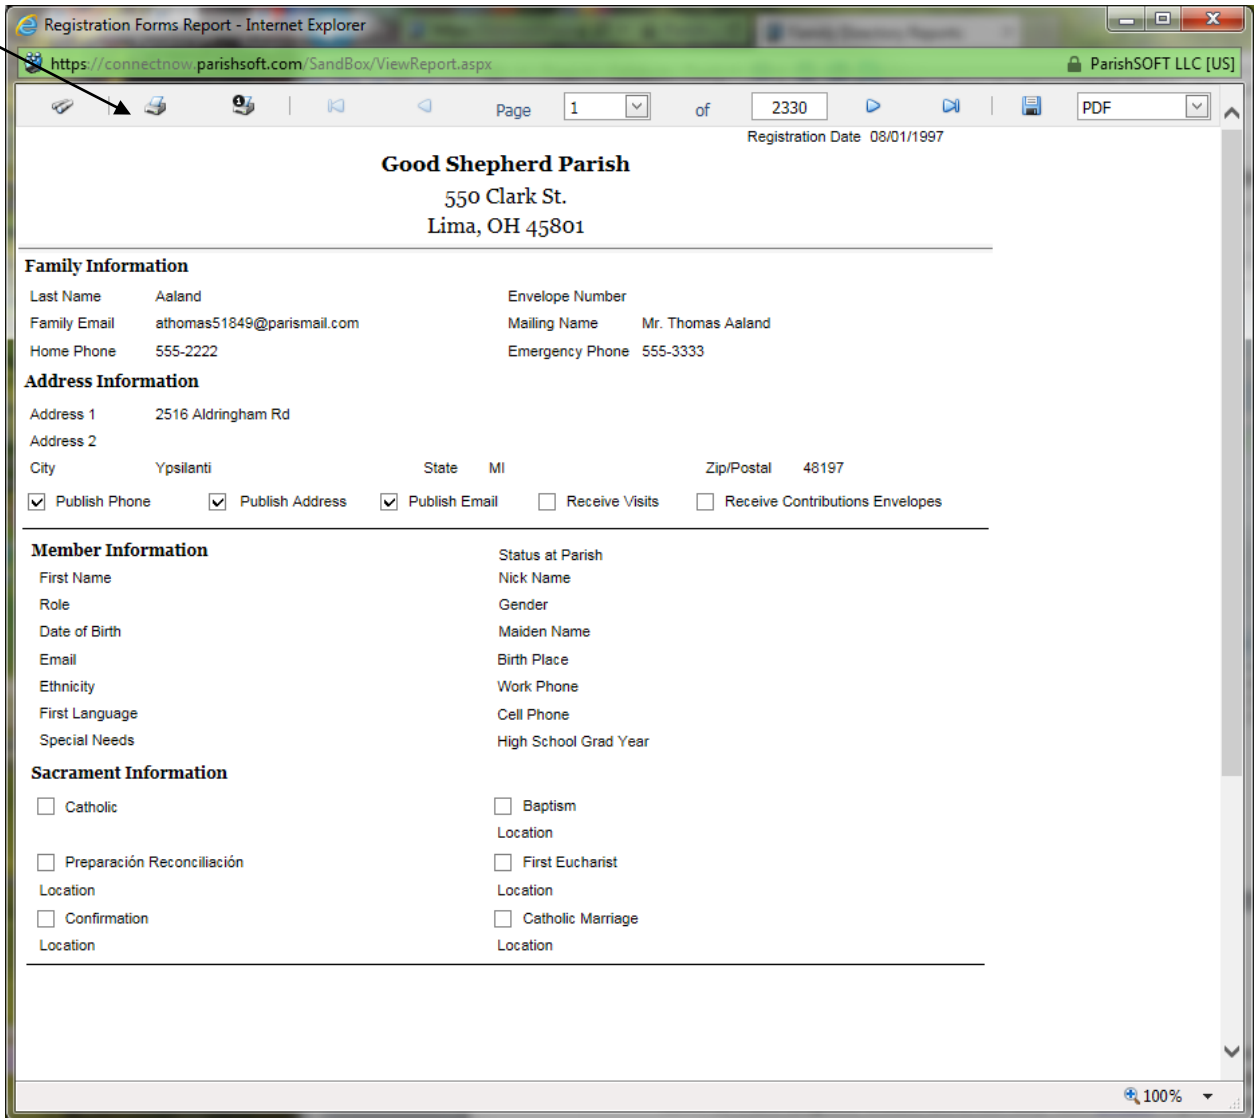 Registration Forms Report - Internet Explorer
https://connectnow.parishsoft.com/SandBox/ViewReport.aspx ParishSOFT LLC [US]
Page 1 of 2330 PDF
Registration Date 08/01/1997
Good Shepherd Parish
550 Clark St.
Lima, OH 45801
Family Information
Last Name Aaland Envelope Number
Family Email athomas51849@parismail.com Mailing Name Mr. Thomas Aaland
Home Phone 555-2222 Emergency Phone 555-3333
Address Information
Address 1 2516 Aldringham Rd
Address 2
City Ypsilanti State MI Zip/Postal 48197
Publish Phone Publish Address Publish Email Receive Visits Receive Contributions Envelopes
Member Information Status at Parish
First Name Nick Name
Role Gender
Date of Birth Maiden Name
Email Birth Place
Ethnicity Work Phone
First Language Cell Phone
Special Needs High School Grad Year
Sacrament Information
Catholic Baptism
Location
Preparación Reconciliación First Eucharist
Location Location
Confirmation Catholic Marriage
Location Location
100%